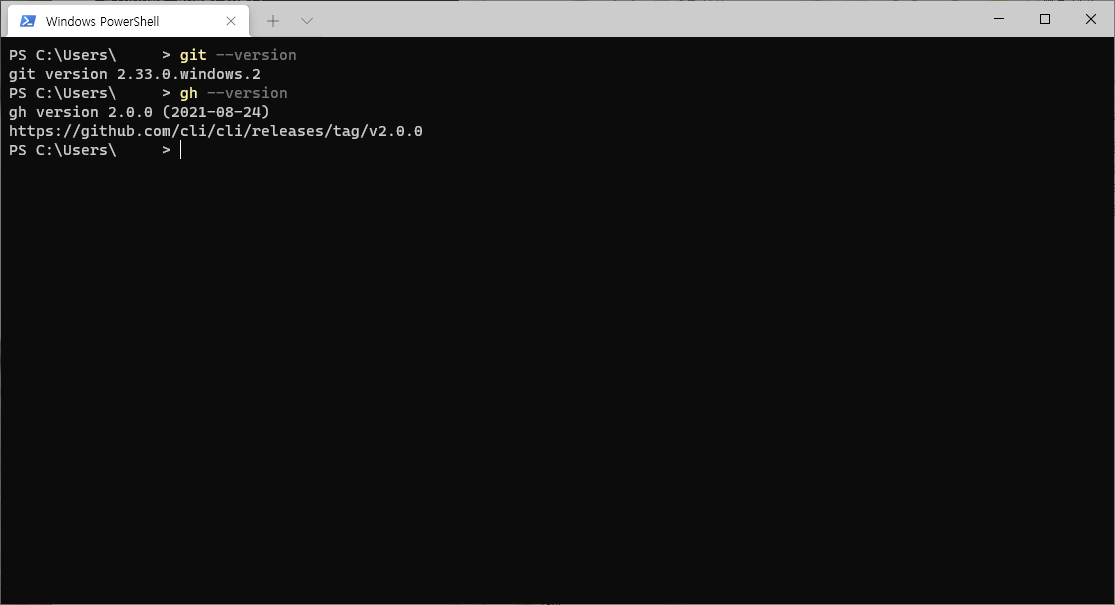 Windows PowerShell
PS C:\Users\ > git --version
git version 2.33.0.windows.2
PS C:\Users\ > gh --version
gh version 2.0.0 (2021-08-24)
https://github.com/cli/cli/releases/tag/v2.0.0
PS C:\Users\ >